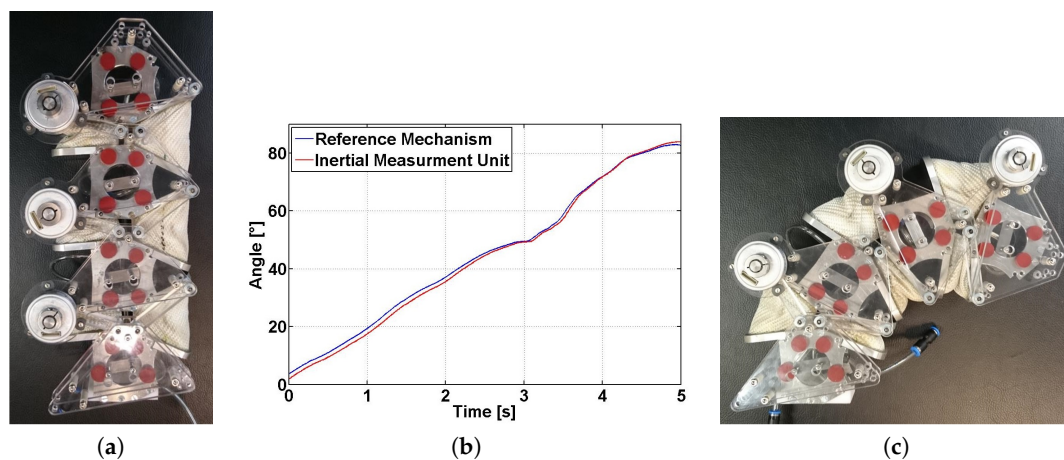 Reference Mechanism
Inertial Measurment Unit
Angle [°]
80
60
40
20
0
0 1 2 3 4 5
Time [s]
(a) (b) (c)